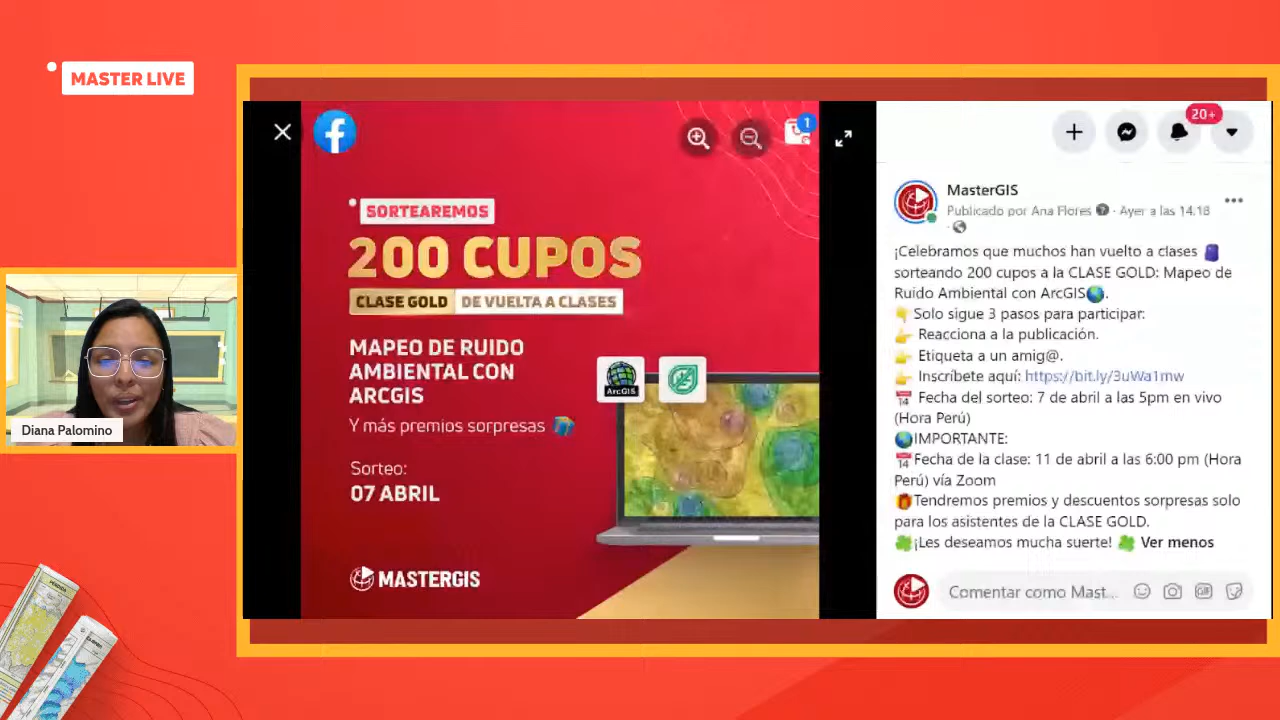 MASTER LIVE
SORTEAREMOS
200 CUPOS
CLASE GOLD DE VUELTA A CLASES
MAPEO DE RUIDO
AMBIENTAL CON
ARCGIS
Y más premios sorpresas
Sorteo:
07 ABRIL
MASTERGIS
ArcGIS
1
20+
MasterGIS
Publicado por Ana Flores · Ayer a las 14.18
·
¡Celebramos que muchos han vuelto a clases
sorteando 200 cupos a la CLASE GOLD: Mapeo de
Ruido Ambiental con ArcGIS.
Solo sigue 3 pasos para participar:
Reacciona a la publicación.
Etiqueta a un amig@.
Inscríbete aquí: https://bit.ly/3uWa1mw
Fecha del sorteo: 7 de abril a las 5pm en vivo
(Hora Perú)
IMPORTANTE:
Fecha de la clase: 11 de abril a las 6:00 pm (Hora
Perú) vía Zoom
Tendremos premios y descuentos sorpresas solo
para los asistentes de la CLASE GOLD.
¡Les deseamos mucha suerte! Ver menos
Comentar como Mast...
GIF
Diana Palomino